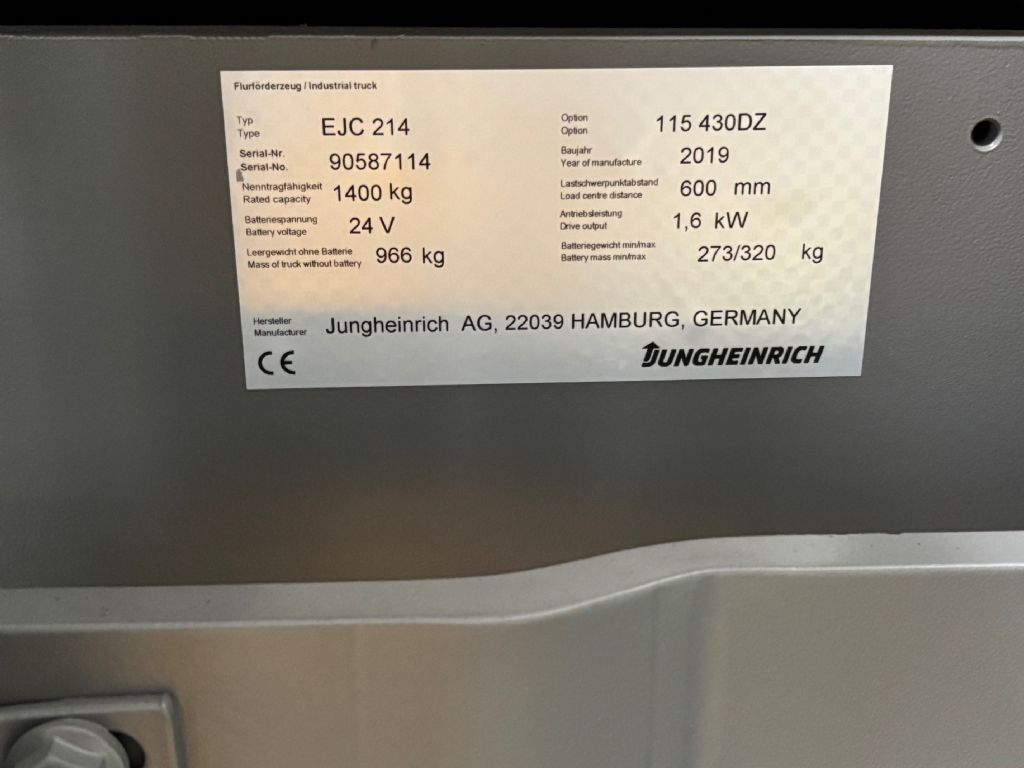 Flurförderzeug / Industrial truck
Typ
Type EJC 214
Option
Option 115 430DZ
Serial-Nr.
Serial-No. 90587114
Baujahr
Year of manufacture 2019
Nenntragfähigkeit
Rated capacity 1400 kg
Lastschwerpunktabstand
Load centre distance 600 mm
Batteriespannung
Battery voltage 24 V
Antriebsleistung
Drive output 1,6 kW
Leergewicht ohne Batterie
Mass of truck without battery 966 kg
Batteriegewicht min/max
Battery mass min/max 273/320 kg
Hersteller
Manufacturer Jungheinrich AG, 22039 HAMBURG, GERMANY
CE
JUNGHEINRICH